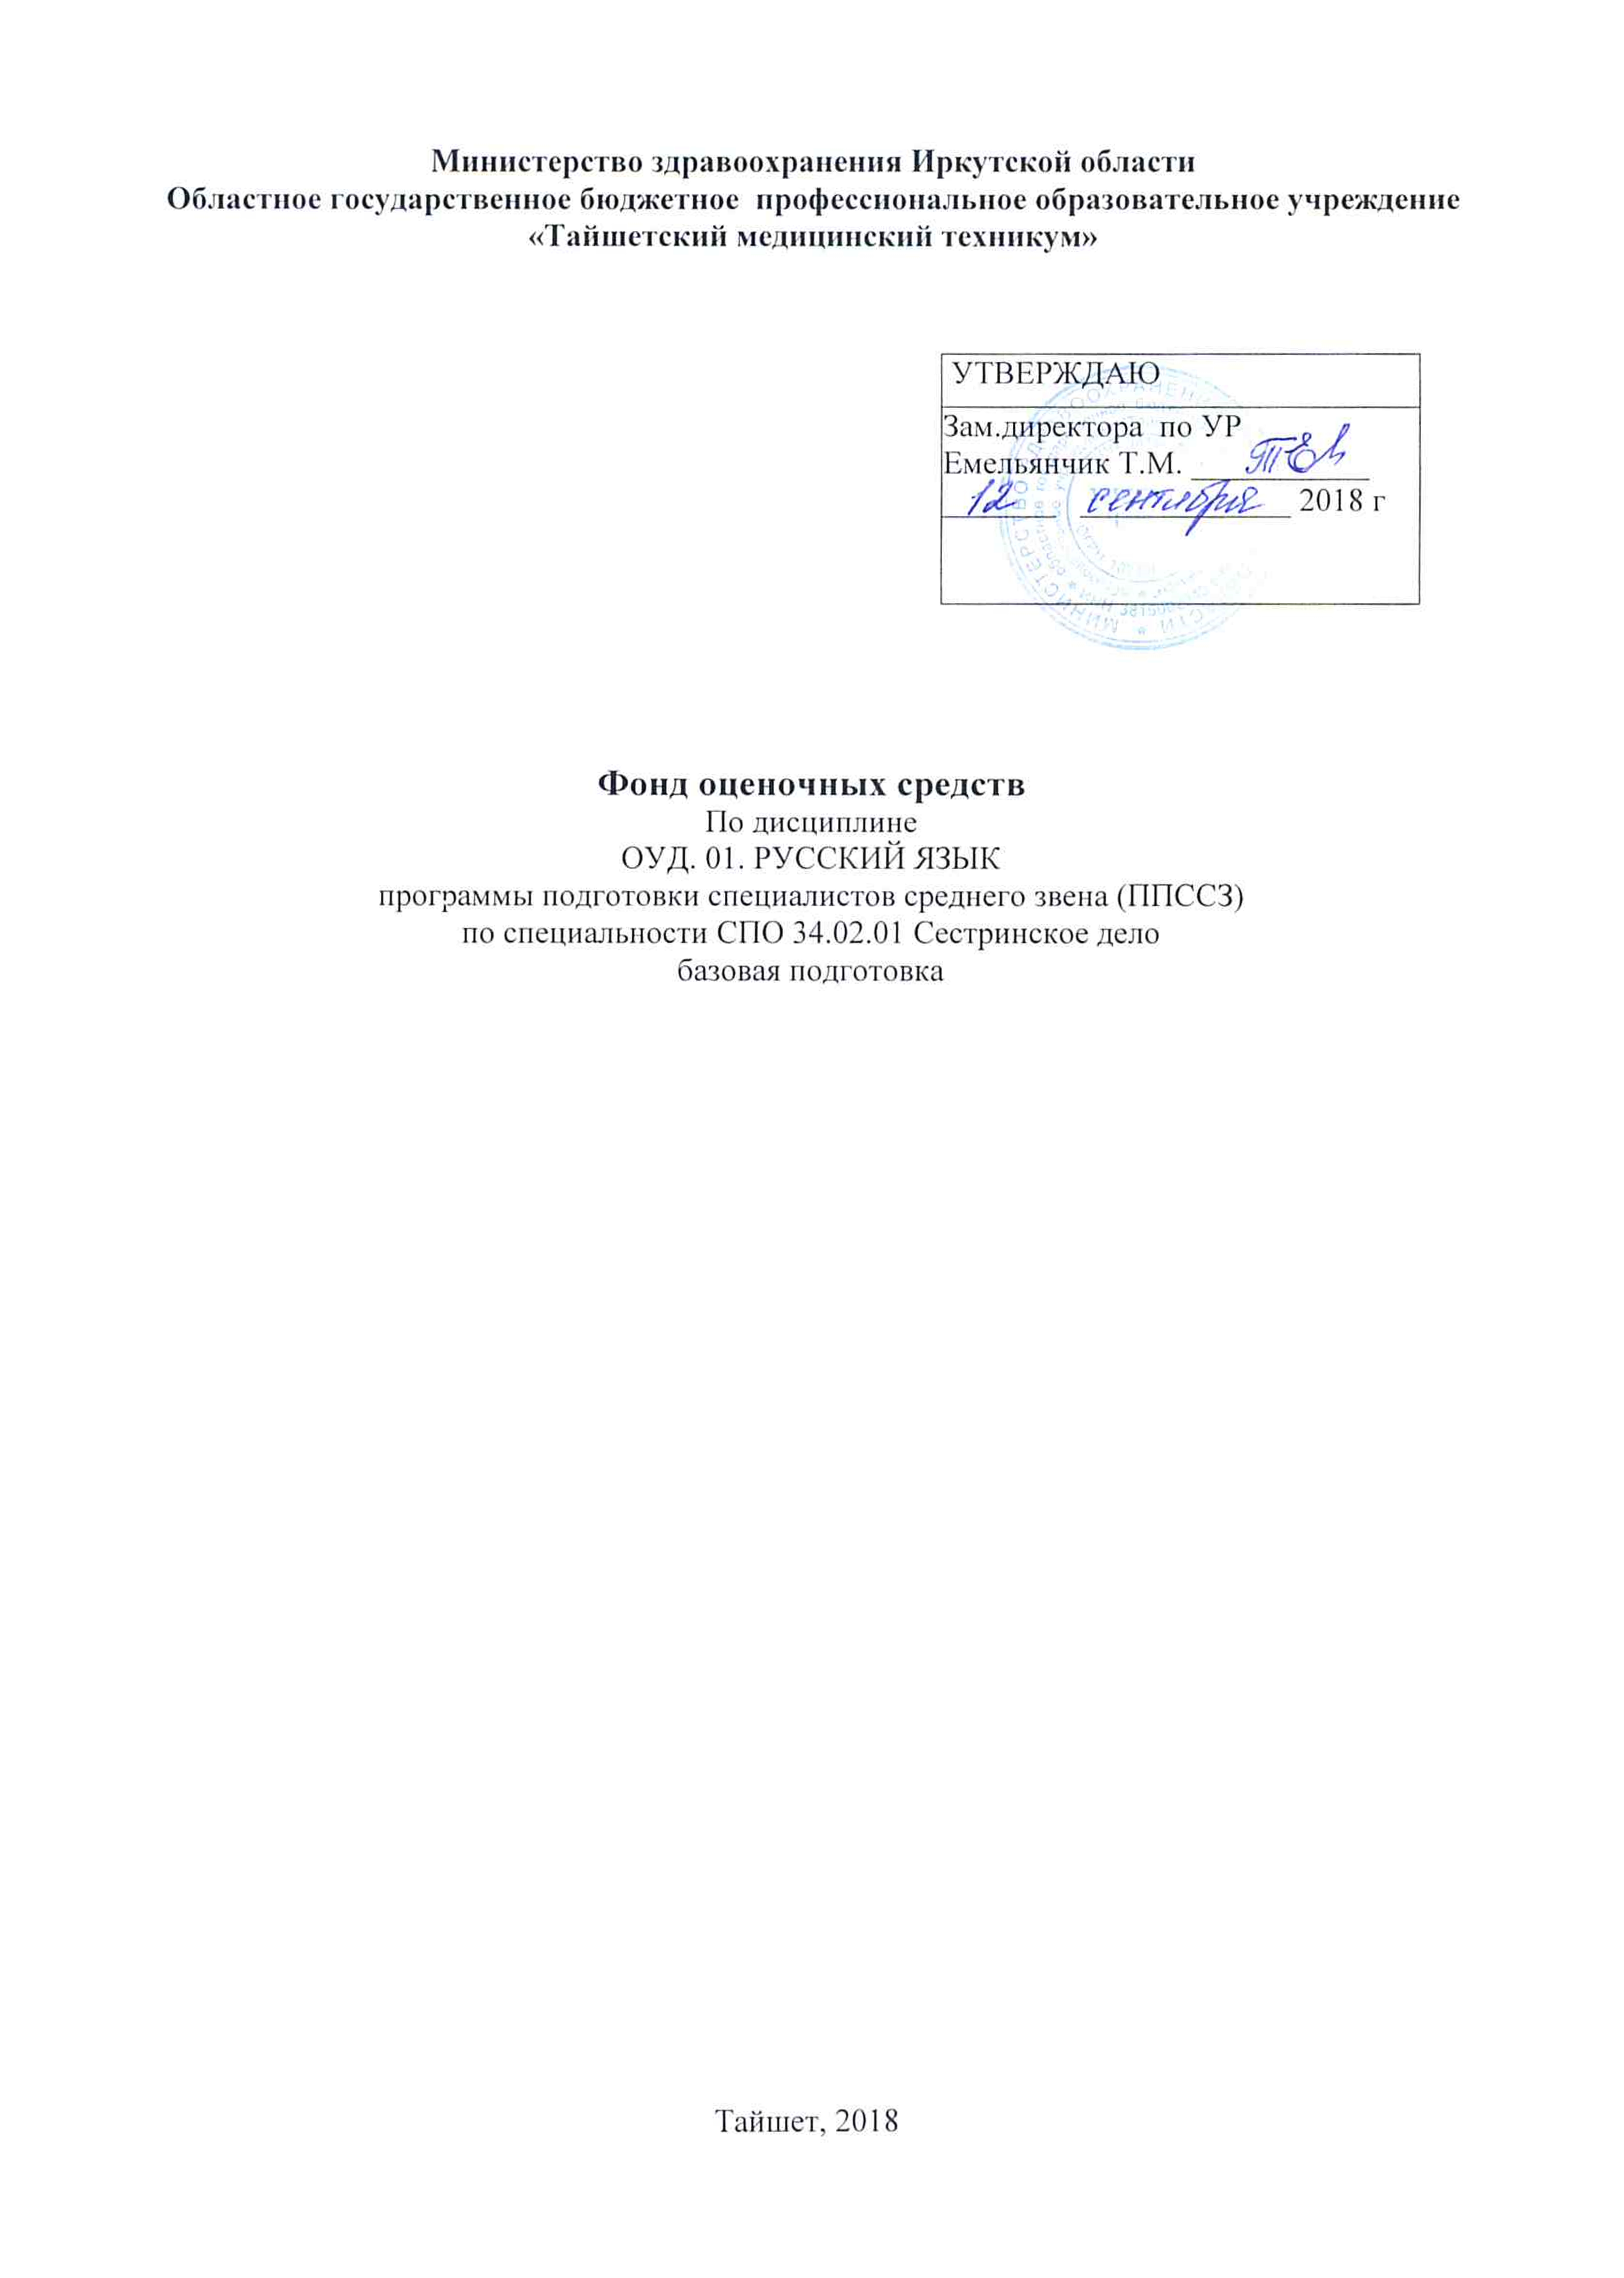 Министерство здравоохранения Иркутской области
Областное государственное бюджетное профессиональное образовательное учреждение
«Тайшетский медицинский техникум»
УТВЕРЖДАЮ
Зам.директора по УР
Емельянчик Т.М.
12 сентября 2018 г
Фонд оценочных средств
По дисциплине
ОУД. 01. РУССКИЙ ЯЗЫК
программы подготовки специалистов среднего звена (ППССЗ)
по специальности СПО 34.02.01 Сестринское дело
базовая подготовка
Тайшет, 2018